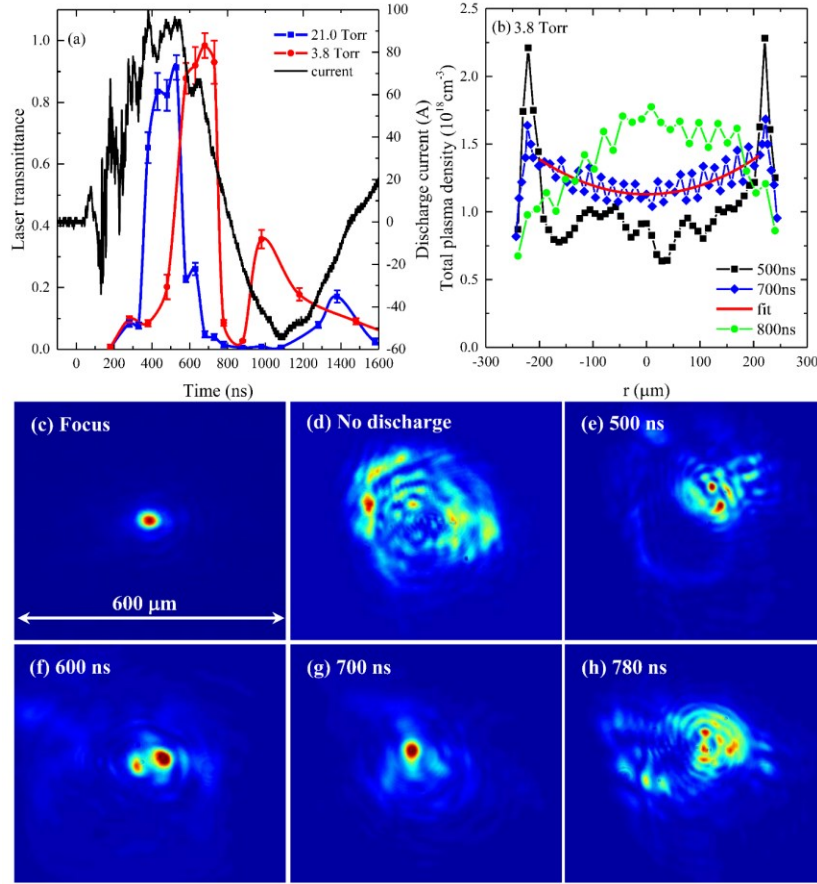 (a)
21.0 Torr
3.8 Torr
current
Laser transmittance
1.0
0.8
0.6
0.4
0.2
0.0
0 200 400 600 800 1000 1200 1400 1600
Time (ns)
100
80
60
40
20
0
-20
-40
-60
Discharge current (A)
(b) 3.8 Torr
Total plasma density (10¹⁸cm⁻³)
2.5
2.0
1.5
1.0
0.5
0.0
500ns
700ns
fit
800ns
-300 -200 -100 0 100 200 300
r (μm)
(c) Focus
600 μm
(d) No discharge
(e) 500 ns
(f) 600 ns
(g) 700 ns
(h) 780 ns